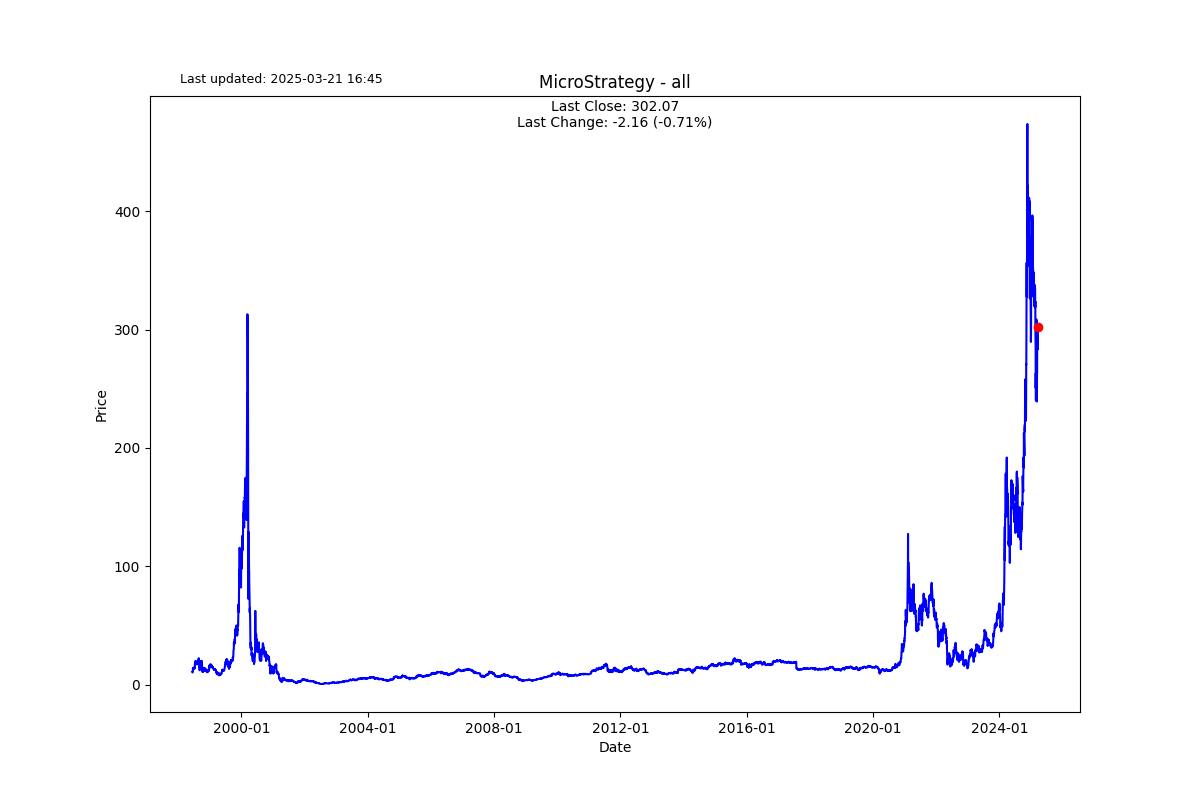 Last updated: 2025-03-21 16:45
MicroStrategy - all
Last Close: 302.07
Last Change: -2.16 (-0.71%)
400
300
200
100
0
Price
2000-01
2004-01
2008-01
2012-01
2016-01
2020-01
2024-01
Date